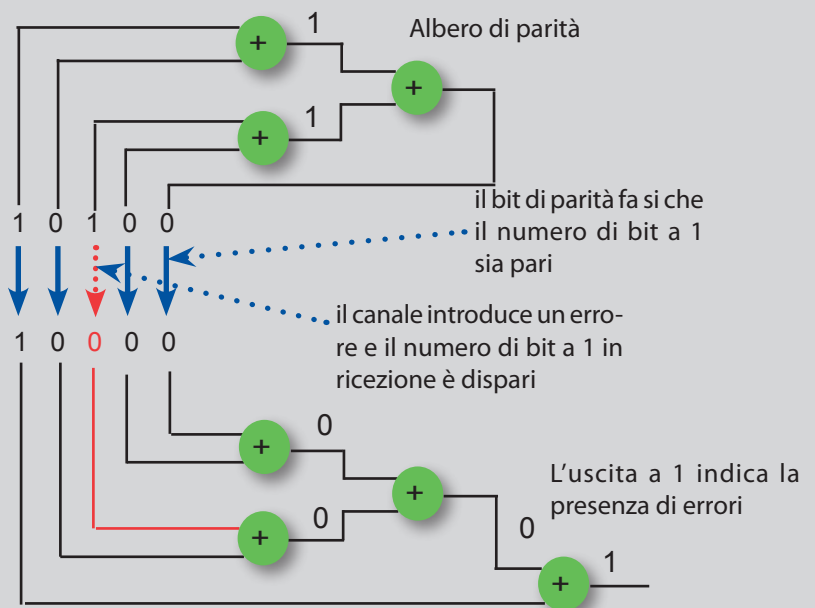 1
Albero di parità
+
+
1
+
il bit di parità fa si che
il numero di bit a 1
sia pari
1 0 1 0 0
il canale introduce un erro-
re e il numero di bit a 1 in
ricezione è dispari
1 0 0 0 0
0
+
L'uscita a 1 indica la
presenza di errori
+
0
+
0
1
+